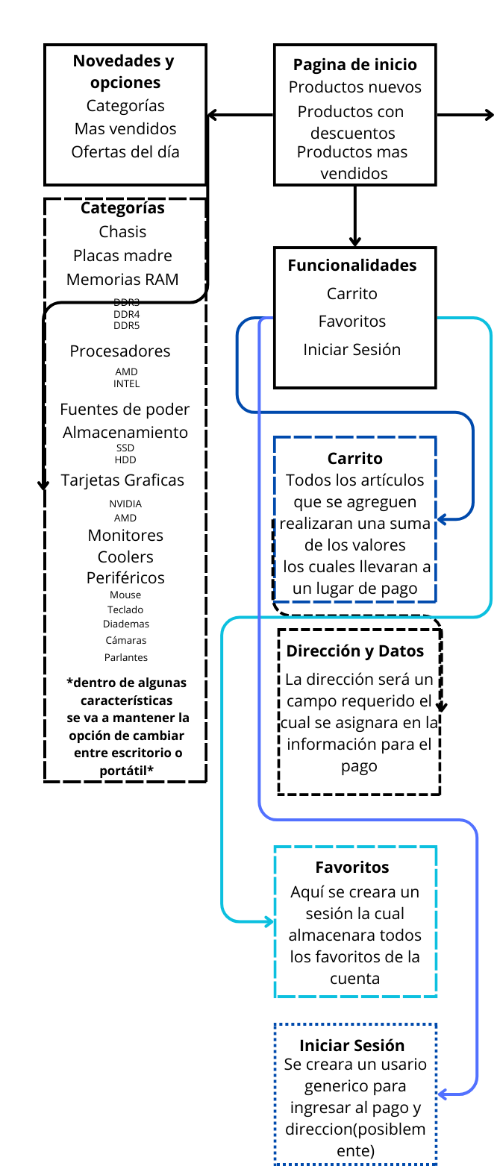 Novedades y
opciones
Categorías
Mas vendidos
Ofertas del día
Pagina de inicio
Productos nuevos
Productos con
descuentos
Productos mas
vendidos
Categorías
Chasis
Placas madre
Memorias RAM
DDR3
DDR4
DDR5
Procesadores
AMD
INTEL
Fuentes de poder
Almacenamiento
SSD
HDD
Tarjetas Graficas
NVIDIA
AMD
Monitores
Coolers
Periféricos
Mouse
Teclado
Diademas
Cámaras
Parlantes
*dentro de algunas
características
se va a mantener la
opción de cambiar
entre escritorio o
portátil*
Funcionalidades
Carrito
Favoritos
Iniciar Sesión
Carrito
Todos los artículos
que se agreguen
realizaran una suma
de los valores
los cuales llevaran a
un lugar de pago
Dirección y Datos
La dirección será un
campo requerido el
cual se asignara en la
información para el
pago
Favoritos
Aquí se creara un
sesión la cual
almacenara todos
los favoritos de la
cuenta
Iniciar Sesión
Se creara un usario
generico para
ingresar al pago y
direccion(posiblem
ente)